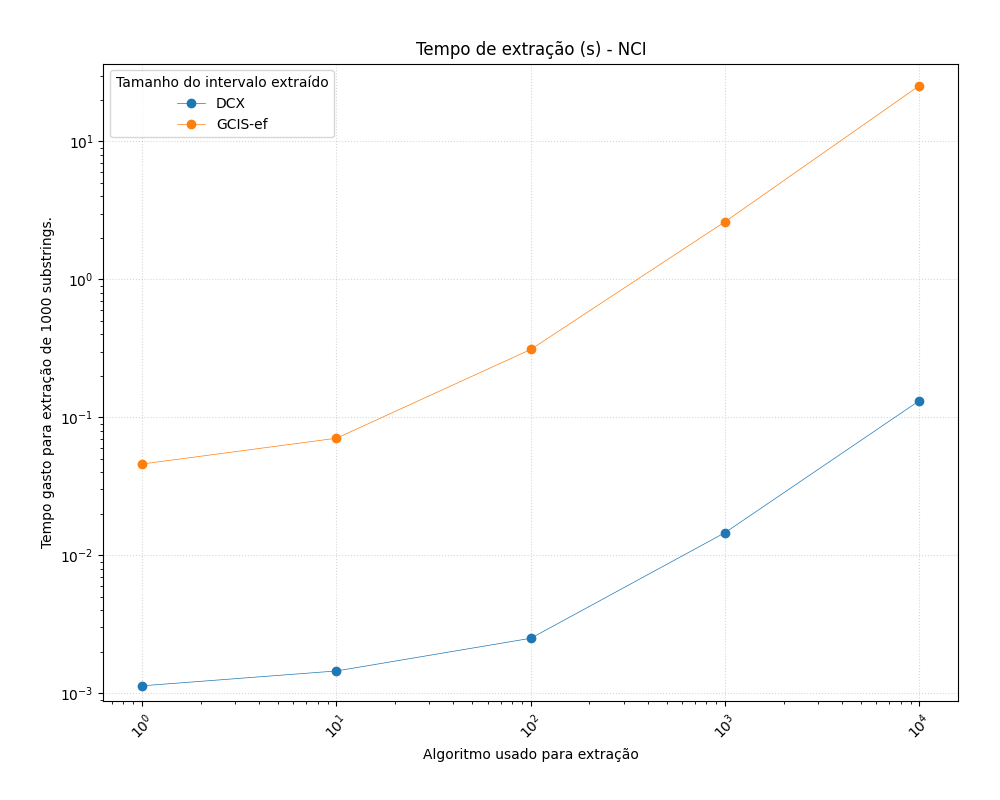 Tempo de extração (s) - NCI
Tamanho do intervalo extraído
DCX
GCIS-ef
Tempo gasto para extração de 1000 substrings.
10¹
10⁰
10⁻¹
10⁻²
10⁻³
10⁰
10¹
10²
10³
10⁴
Algoritmo usado para extração